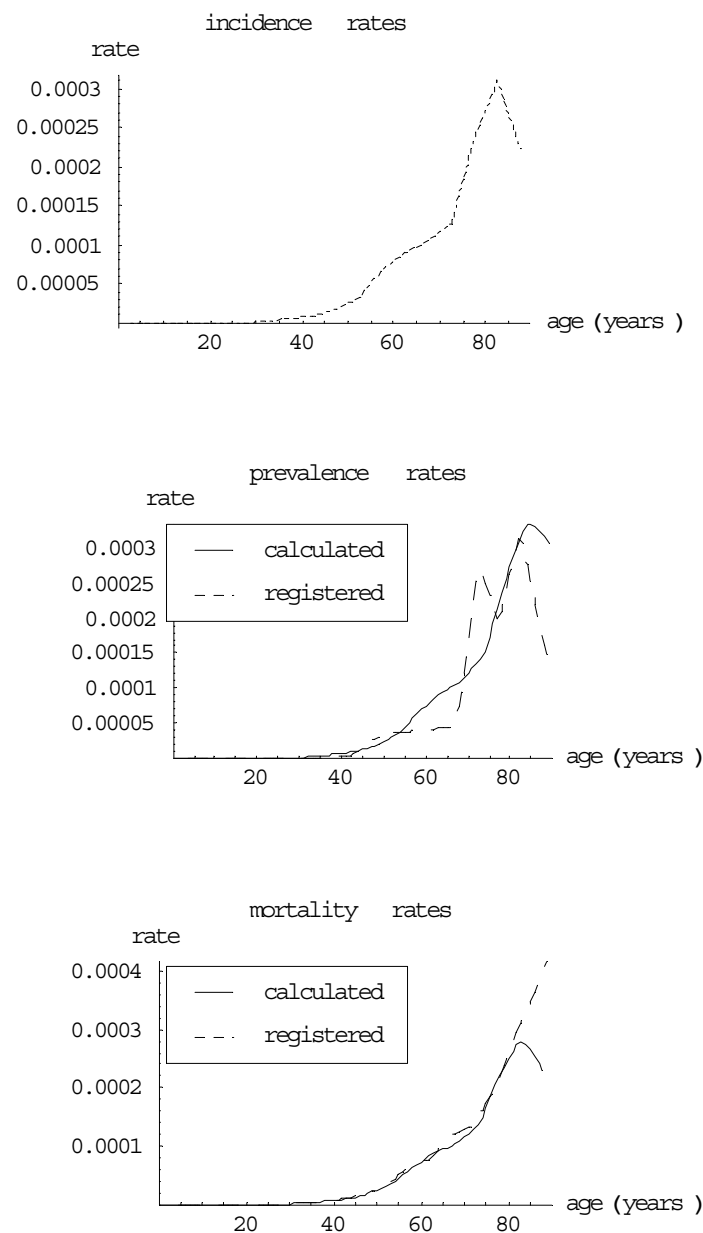 incidence rates
rate
0.0003
0.00025
0.0002
0.00015
0.0001
0.00005
20 40 60 80
age (years )
prevalence rates
rate
calculated
registered
0.0003
0.00025
0.0002
0.00015
0.0001
0.00005
20 40 60 80
age (years )
mortality rates
rate
calculated
registered
0.0004
0.0003
0.0002
0.0001
20 40 60 80
age (years )